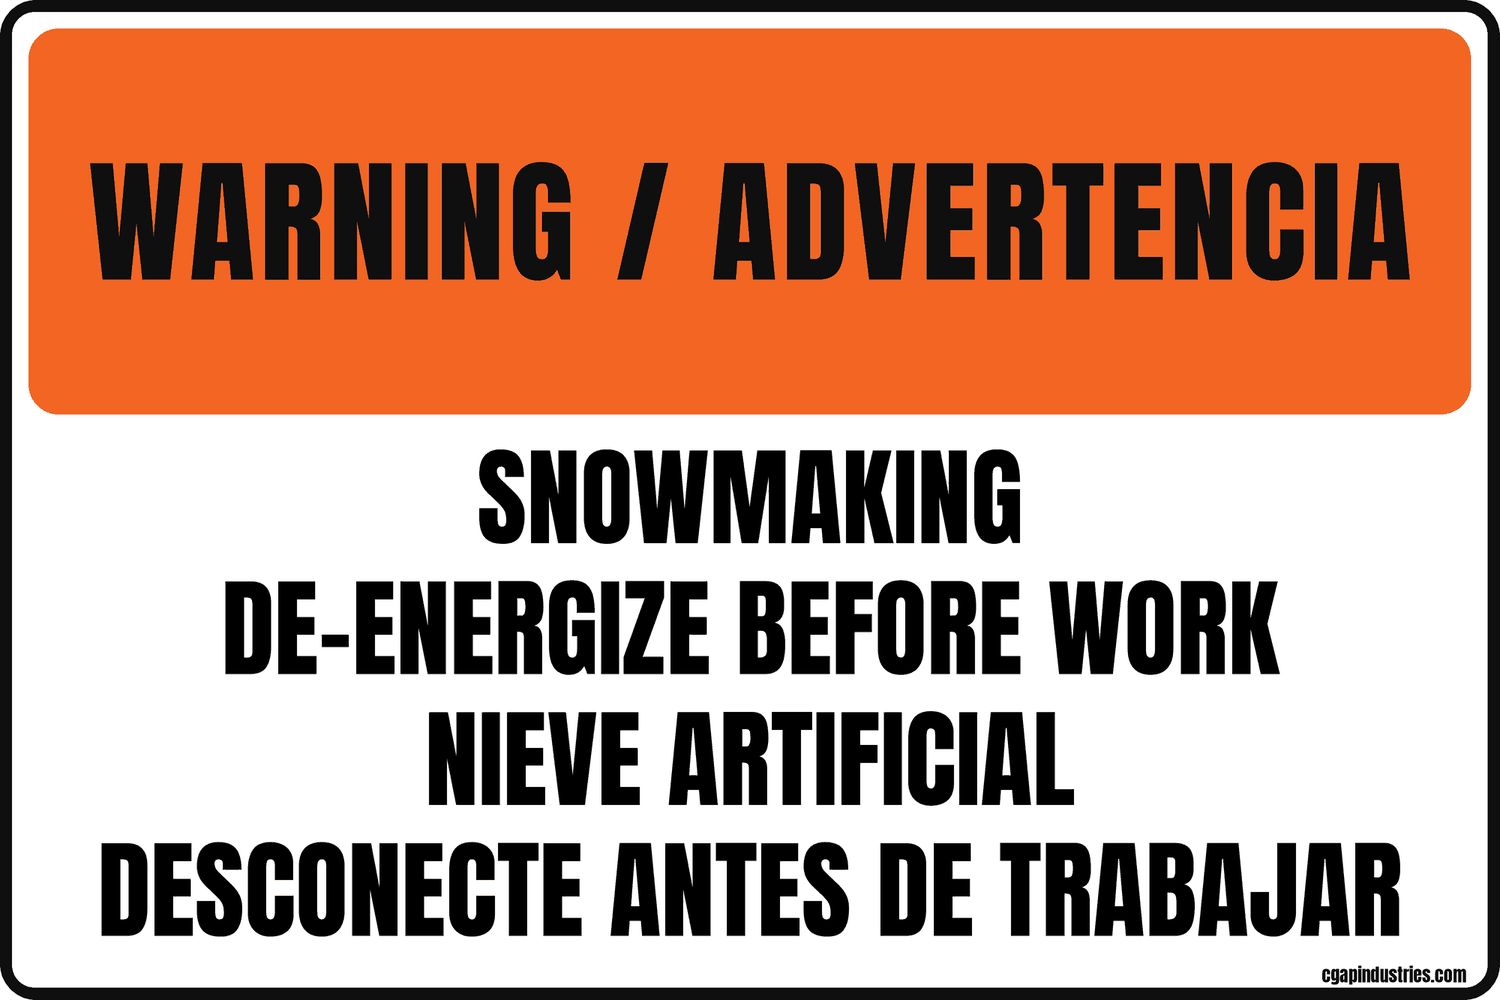 WARNING / ADVERTENCIA
SNOWMAKING
DE-ENERGIZE BEFORE WORK
NIEVE ARTIFICIAL
DESCONECTE ANTES DE TRABAJAR
cgapindustries.com